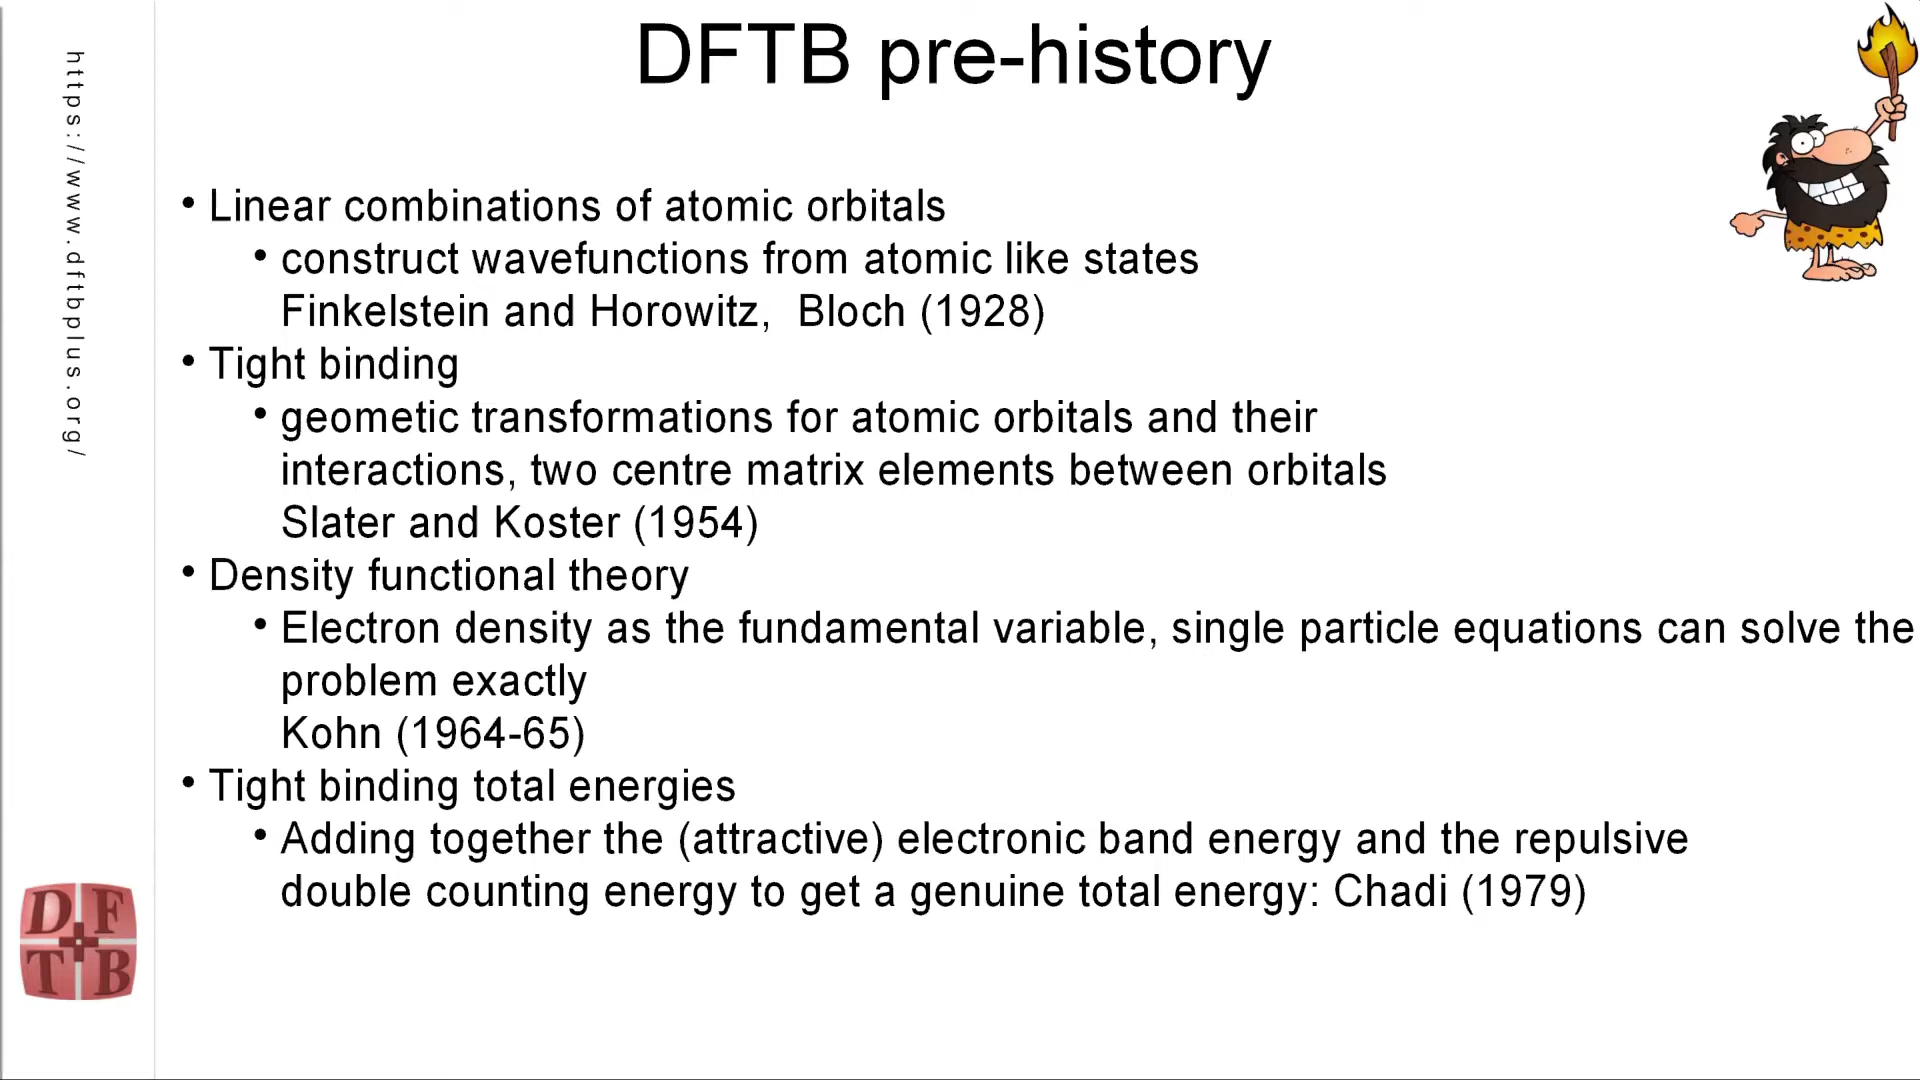 DFTB pre-history
https://www.dftbplus.org/
• Linear combinations of atomic orbitals
• construct wavefunctions from atomic like states
Finkelstein and Horowitz,  Bloch (1928)
• Tight binding
• geometic transformations for atomic orbitals and their
interactions, two centre matrix elements between orbitals
Slater and Koster (1954)
• Density functional theory
• Electron density as the fundamental variable, single particle equations can solve the
problem exactly
Kohn (1964-65)
• Tight binding total energies
• Adding together the (attractive) electronic band energy and the repulsive
double counting energy to get a genuine total energy: Chadi (1979)
D F
T B